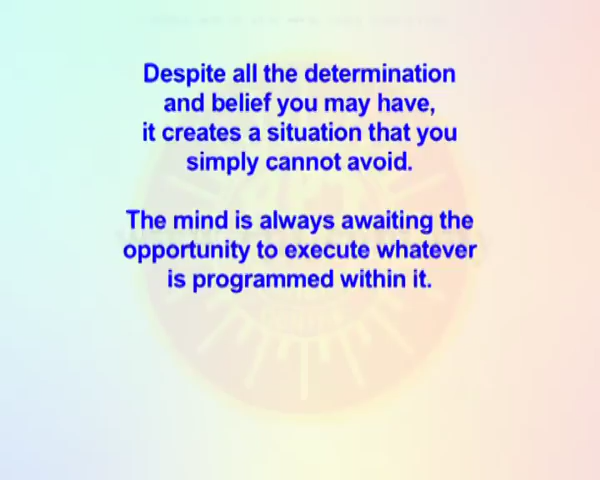 Despite all the determination
and belief you may have,
it creates a situation that you
simply cannot avoid.
The mind is always awaiting the
opportunity to execute whatever
is programmed within it.